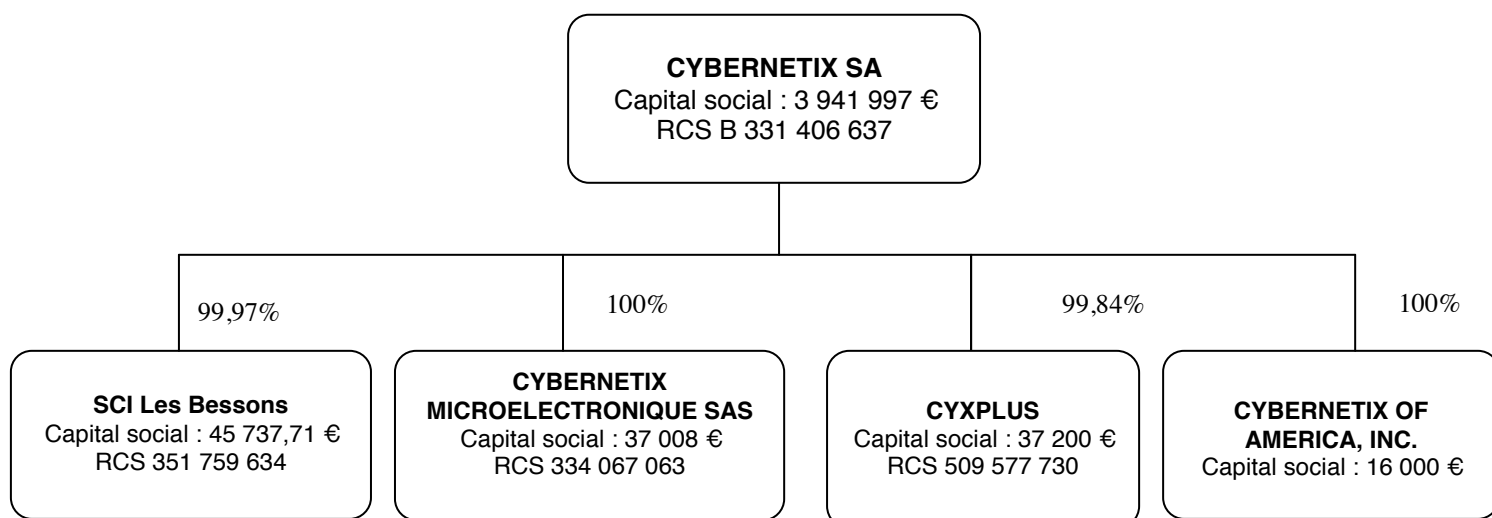 CYBERNETIX SA
Capital social : 3 941 997 €
RCS B 331 406 637
99,97%
100%
99,84%
100%
SCI Les Bessons
Capital social : 45 737,71 €
RCS 351 759 634
CYBERNETIX
MICROELECTRONIQUE SAS
Capital social : 37 008 €
RCS 334 067 063
CYXPLUS
Capital social : 37 200 €
RCS 509 577 730
CYBERNETIX OF
AMERICA, INC.
Capital social : 16 000 €